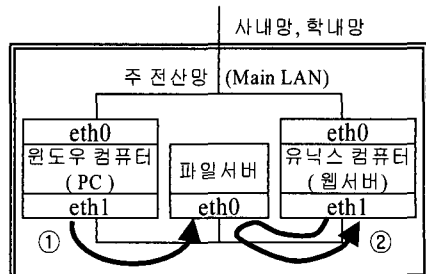 사내망, 학내망
주 전산망 (Main LAN)
eth0
윈도우 컴퓨터
( PC )
eth1
파일서버
eth0
eth0
유닉스 컴퓨터
( 웹서버)
eth1
①
②